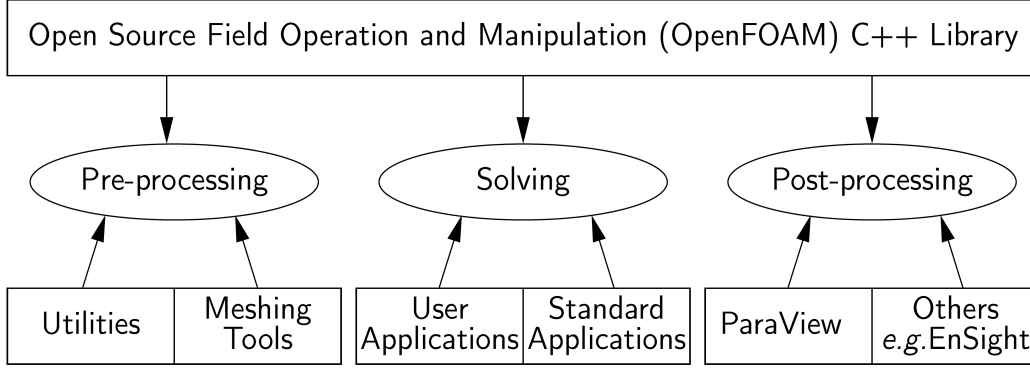 Open Source Field Operation and Manipulation (OpenFOAM) C++ Library
Pre-processing
Solving
Post-processing
Utilities
Meshing
Tools
User
Applications
Standard
Applications
ParaView
Others
e.g.EnSight